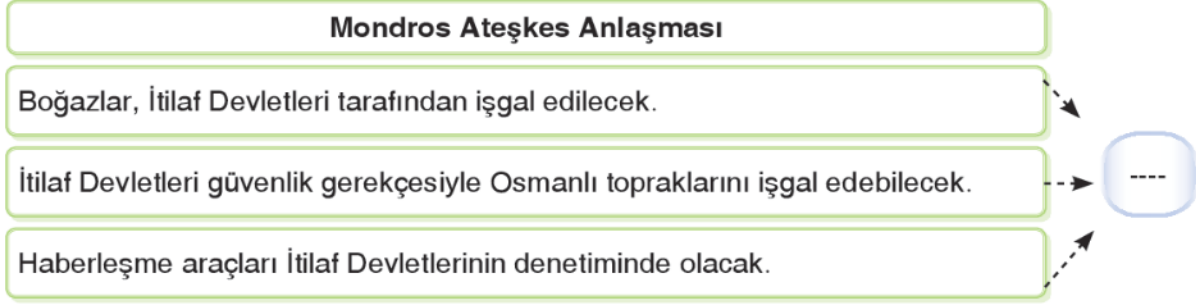 Mondros Ateşkes Anlaşması
Boğazlar, İtilaf Devletleri tarafından işgal edilecek.
İtilaf Devletleri güvenlik gerekçesiyle Osmanlı topraklarını işgal edebilecek.
----
Haberleşme araçları İtilaf Devletlerinin denetiminde olacak.